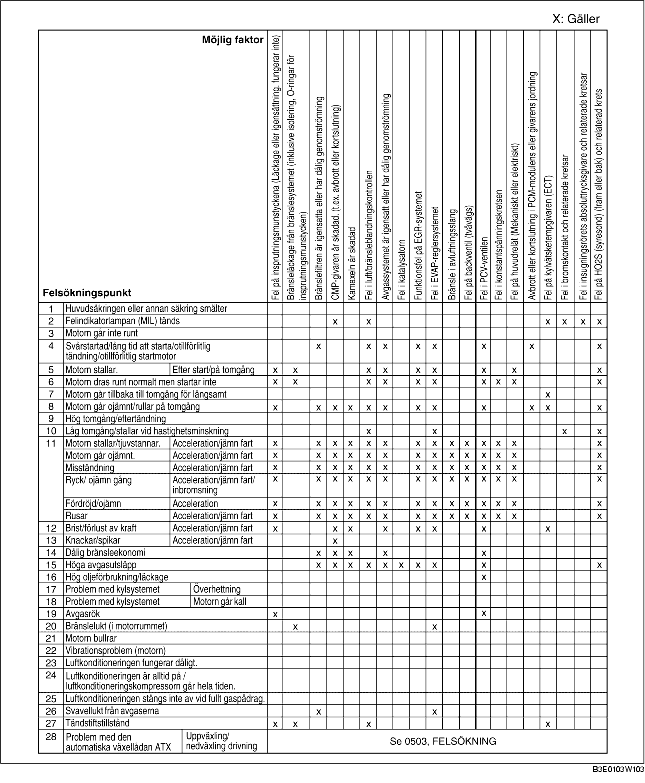 X: Gäller
Möjlig faktor
Felsökningspunkt
Fel på insprutningsmunstyckena (Läckage eller igensättning, fungerar inte)
Bränsleläckage från bränslesystemet (inklusive isolering, O-ringar för
insprutningsmunstycken)
Bränslefiltren är igensatta eller har dålig genomströmning
CMP-givaren är skadad. (t ex. avbrott eller kortslutning)
Kamaxeln är skadad
Fel i luftbränsleblandningskontrollen
Avgassystemet är igensatt eller har dålig genomströmning
Fel i katalysatorn
Funktionsfel på EGR-systemet
Fel i EVAP-reglersystemet
Bränsle i avluftningsslang
Fel på backventil (tvåvägs)
Fel på PCV-ventilen
Fel i konstantspänningskretsen
Fel på huvudrelät (Mekaniskt eller elektriskt)
Avbrott eller kortslutning i PCM-modulens eller givarens jordning
Fel på kylvätsketempgivaren (ECT)
Fel i bromskontakt och relaterade kretsar
Fel i insugningsrörets absoluttrycksgivare och relaterade kretsar
Fel på HO2S (syresond) (fram eller bak) och relaterad krets
1 Huvudsäkringen eller annan säkring smälter
2 Felindikatorlampan (MIL) tänds x x x x x x
3 Motorn går inte runt
4 Svårstartad/lång tid att starta/otillförlitlig
tändning/otillförlitlig startmotor x x x x x x x x
5 Motorn stallar. Efter start/på tomgång x x x x x x x x x
6 Motorn dras runt normalt men startar inte x x x x x x x x x x
7 Motorn går tillbaka till tomgång för långsamt x
8 Motorn går ojämnt/rullar på tomgång x x x x x x x x x x x x
9 Hög tomgång/eftertändning
10 Låg tomgång/stallar vid hastighetsminskning x x x x
11 Motorn stallar/tjuvstannar. Acceleration/jämn fart x x x x x x x x x x x x x x
Motorn går ojämnt. Acceleration/jämn fart x x x x x x x x x x x x x x
Misständning Acceleration/jämn fart x x x x x x x x x x x x x x
Ryck/ ojämn gång Acceleration/jämn fart/
inbromsning x x x x x x x x x x x x x x
Fördröjd/ojämn Acceleration x x x x x x x x x x x x x x
Rusar Acceleration/jämn fart x x x x x x x x x x x x x x
12 Brist/förlust av kraft Acceleration/jämn fart x x x x x x x x
13 Knackar/spikar Acceleration/jämn fart x
14 Dålig bränsleekonomi x x x x x
15 Höga avgasutsläpp x x x x x x x x x x
16 Hög oljeförbrukning/läckage x
17 Problem med kylsystemet Överhettning
18 Problem med kylsystemet Motorn går kall
19 Avgasrök x x
20 Bränslelukt (i motorrummet) x x
21 Motorn bullrar
22 Vibrationsproblem (motorn)
23 Luftkonditioneringen fungerar dåligt.
24 Luftkonditioneringen är alltid på /
luftkonditioneringskompressorn går hela tiden.
25 Luftkonditioneringen stängs inte av vid fullt gaspådrag.
26 Svavellukt från avgaserna x x
27 Tändstiftstillstånd x x x x
28 Problem med den
automatiska växellådan ATX Uppväxling/
nedväxling drivning Se 0503, FELSÖKNING
B3E0103W103